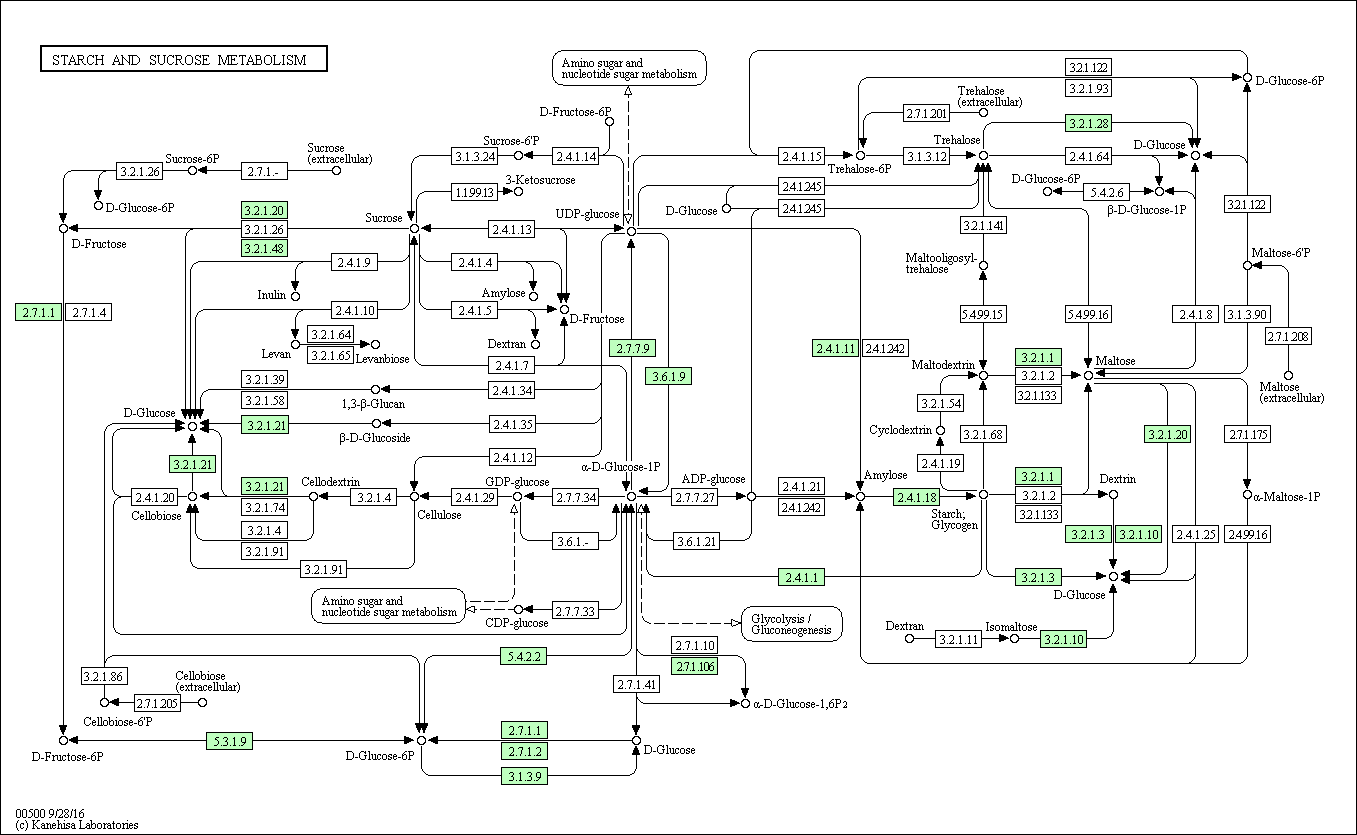 STARCH AND SUCROSE METABOLISM
Amino sugar and
nucleotide sugar metabolism
3.2.1.122
D-Glucose-6P
3.2.1.93
Trehalose
(extracellular)
2.7.1.201
D-Fructose-6P
3.2.1.28
Sucrose-6'P
Trehalose
D-Glucose
Sucrose
(extracellular)
Sucrose-6P
3.1.3.24
2.4.1.14
2.4.1.15
3.1.3.12
2.4.1.64
Trehalose-6P
3.2.1.26
2.7.1.-
3-Ketosucrose
1.1.99.13
2.4.1.245
D-Glucose-6P
5.4.2.6
β-D-Glucose-1P
D-Glucose-6P
3.2.1.20
D-Glucose
2.4.1.245
3.2.1.122
Sucrose
UDP-glucose
3.2.1.26
2.4.1.13
3.2.1.141
D-Fructose
3.2.1.48
Maltose-6'P
2.4.1.9
2.4.1.4
Maltooligosyl-
trehalose
Inulin
Amylose
2.7.1.1
2.7.1.4
2.4.1.10
2.4.1.5
D-Fructose
5.4.99.15
5.4.99.16
2.4.1.8
3.1.3.90
3.2.1.64
2.7.1.208
Levan
3.2.1.65
Levanbiose
Dextran
2.7.7.9
2.4.1.11
2.4.1.242
2.4.1.7
Maltodextrin
3.2.1.1
Maltose
3.6.1.9
3.2.1.2
3.2.1.39
2.4.1.34
3.2.1.133
Maltose
(extracellular)
3.2.1.58
1,3-β-Glucan
3.2.1.54
D-Glucose
3.2.1.21
2.4.1.35
Cyclodextrin
3.2.1.68
3.2.1.20
2.7.1.175
β-D-Glucoside
2.4.1.12
3.2.1.21
α-D-Glucose-1P
2.4.1.19
Cellodextrin
GDP-glucose
ADP-glucose
Amylose
3.2.1.1
Dextrin
3.2.1.21
2.4.1.21
2.4.1.20
3.2.1.4
2.4.1.29
2.7.7.34
2.7.7.27
2.4.1.18
3.2.1.2
α-Maltose-1P
Cellobiose
3.2.1.74
Cellulose
2.4.1.242
Starch;
Glycogen
3.2.1.133
3.2.1.4
3.2.1.3
3.2.1.10
2.4.1.25
2.4.99.16
3.6.1.-
3.6.1.21
3.2.1.91
3.2.1.91
2.4.1.1
3.2.1.3
D-Glucose
Amino sugar and
nucleotide sugar metabolism
2.7.7.33
CDP-glucose
Glycolysis /
Gluconeogenesis
Dextran
Isomaltose
3.2.1.11
3.2.1.10
2.7.1.10
5.4.2.2
2.7.1.106
3.2.1.86
Cellobiose
(extracellular)
2.7.1.41
2.7.1.205
α-D-Glucose-1,6P2
Cellobiose-6'P
2.7.1.1
5.3.1.9
D-Fructose-6P
D-Glucose-6P
2.7.1.2
D-Glucose
3.1.3.9
00500 9/28/16
(c) Kanehisa Laboratories